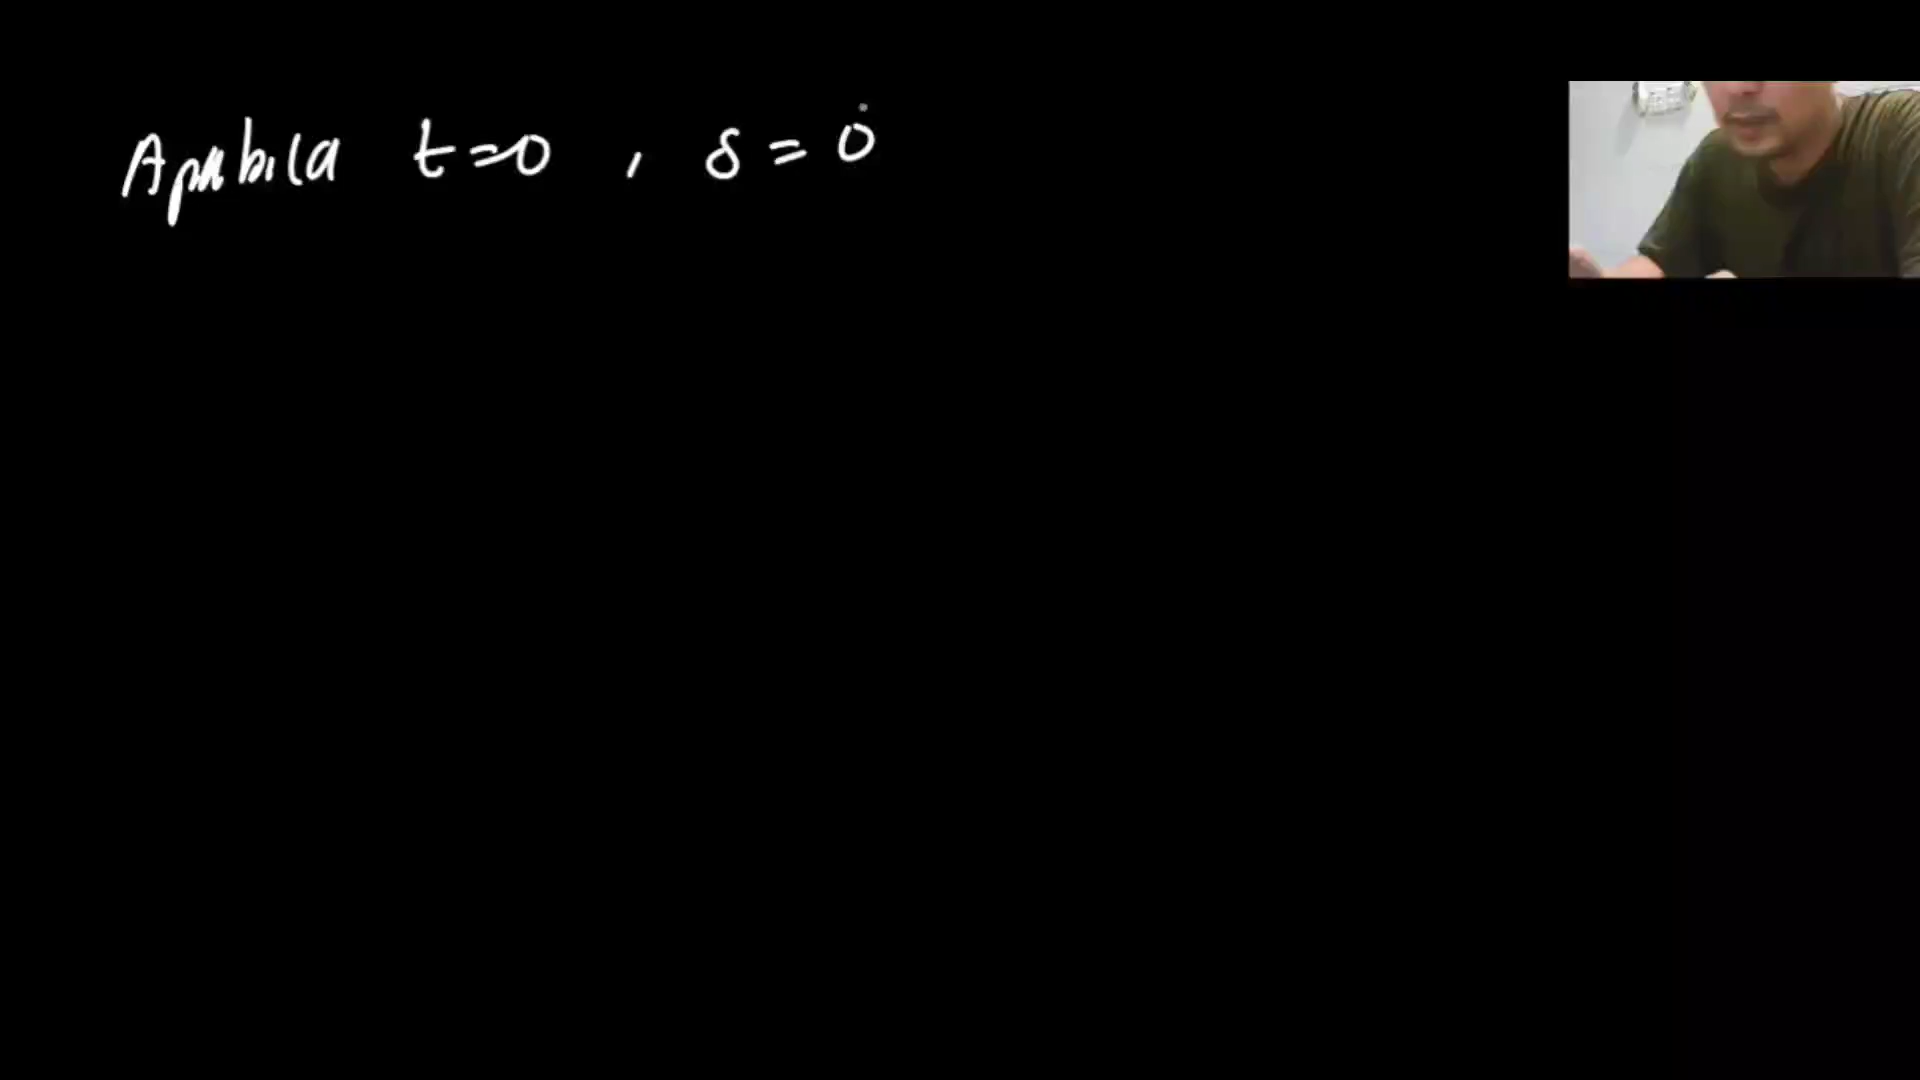 Apabila t=0 , s = 0